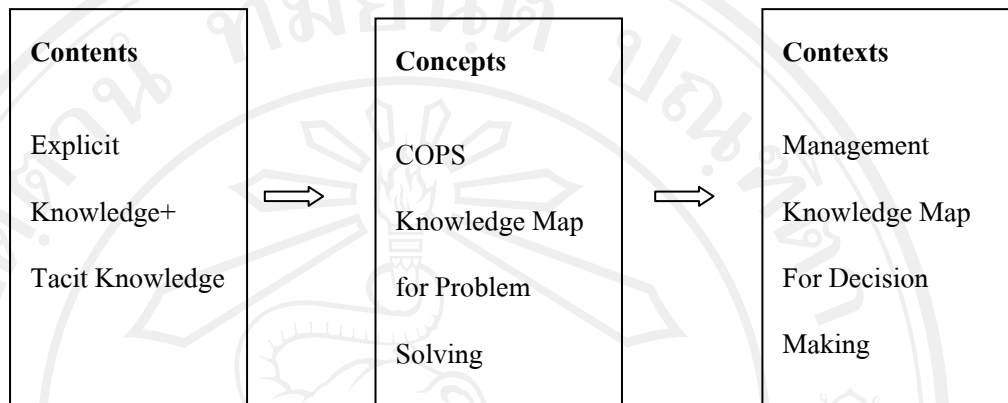 Contents
Explicit
Knowledge+
Tacit Knowledge
Concepts
COPS
Knowledge Map
for Problem
Solving
Contexts
Management
Knowledge Map
For Decision
Making